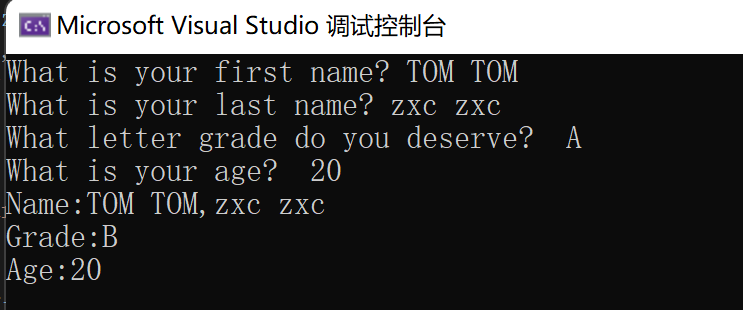 Microsoft Visual Studio 调试控制台
What is your first name? TOM TOM
What is your last name? zxc zxc
What letter grade do you deserve?  A
What is your age?  20
Name:TOM TOM,zxc zxc
Grade:B
Age:20